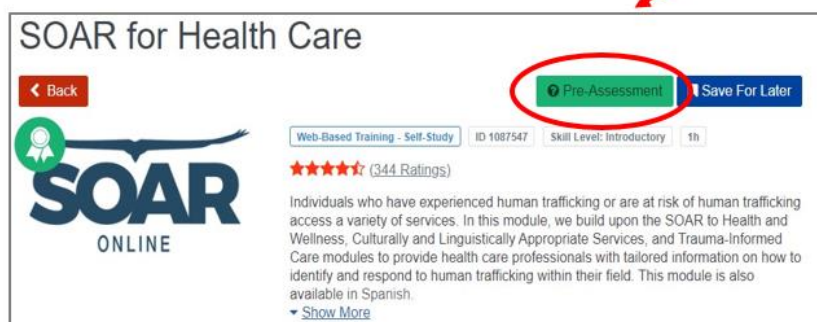 SOAR for Health Care
Back
Pre-Assessment
Save For Later
Web-Based Training - Self-Study ID 1087547 Skill Level: Introductory 1h
(344 Ratings)
SOAR
ONLINE
Individuals who have experienced human trafficking or are at risk of human trafficking
access a variety of services. In this module, we build upon the SOAR to Health and
Wellness, Culturally and Linguistically Appropriate Services, and Trauma-Informed
Care modules to provide health care professionals with tailored information on how to
identify and respond to human trafficking within their field. This module is also
available in Spanish.
Show More